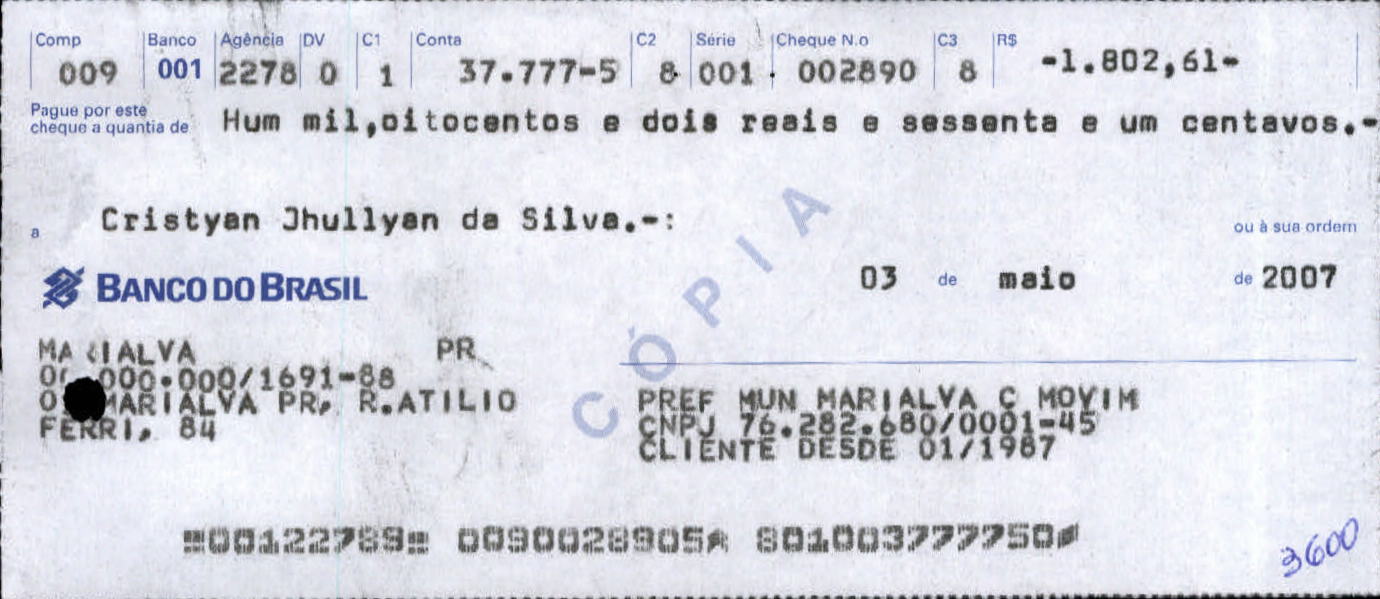 Comp Banco Agência DV C1 Conta C2 Série Cheque N.o C3 R$
009 001 2278 0 1 37.777-5 8 001 002890 8 -1.802,61-
Pague por este
cheque a quantia de Hum mil,oitocentos e dois reais e sessenta e um centavos.-
a Cristyan Jhullyan da Silva.-: ou à sua ordem
BANCO DO BRASIL
03 de maio de 2007
CÓPIA
MARIALVA PR
000.000/1691-88
MARIALVA PR, R.ATILIO
FERRI, 84
PREF MUN MARIALVA C MOVIM
CNPJ 76.282.680/0001-45
CLIENTE DESDE 01/1987
00122789 0090028905 801003777750
3600